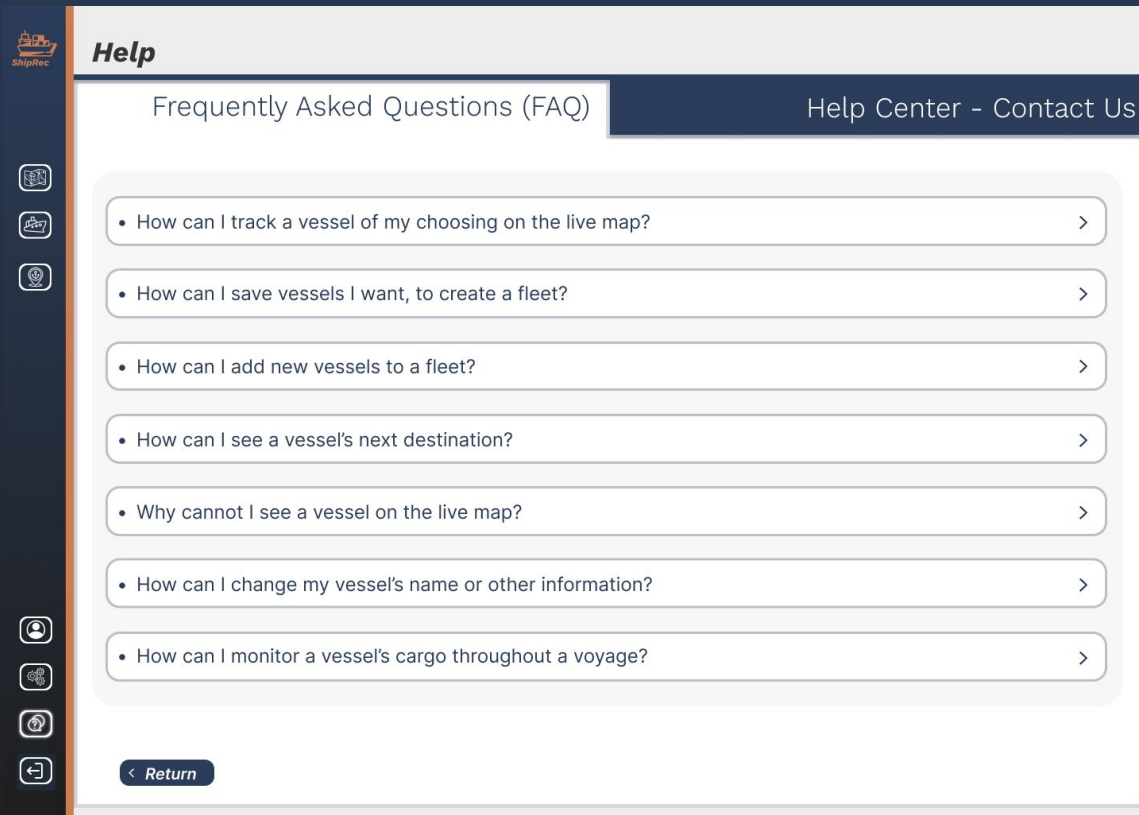 ShipRec
Help
Frequently Asked Questions (FAQ)
Help Center - Contact Us
• How can I track a vessel of my choosing on the live map?
• How can I save vessels I want, to create a fleet?
• How can I add new vessels to a fleet?
• How can I see a vessel’s next destination?
• Why cannot I see a vessel on the live map?
• How can I change my vessel’s name or other information?
• How can I monitor a vessel’s cargo throughout a voyage?
< Return